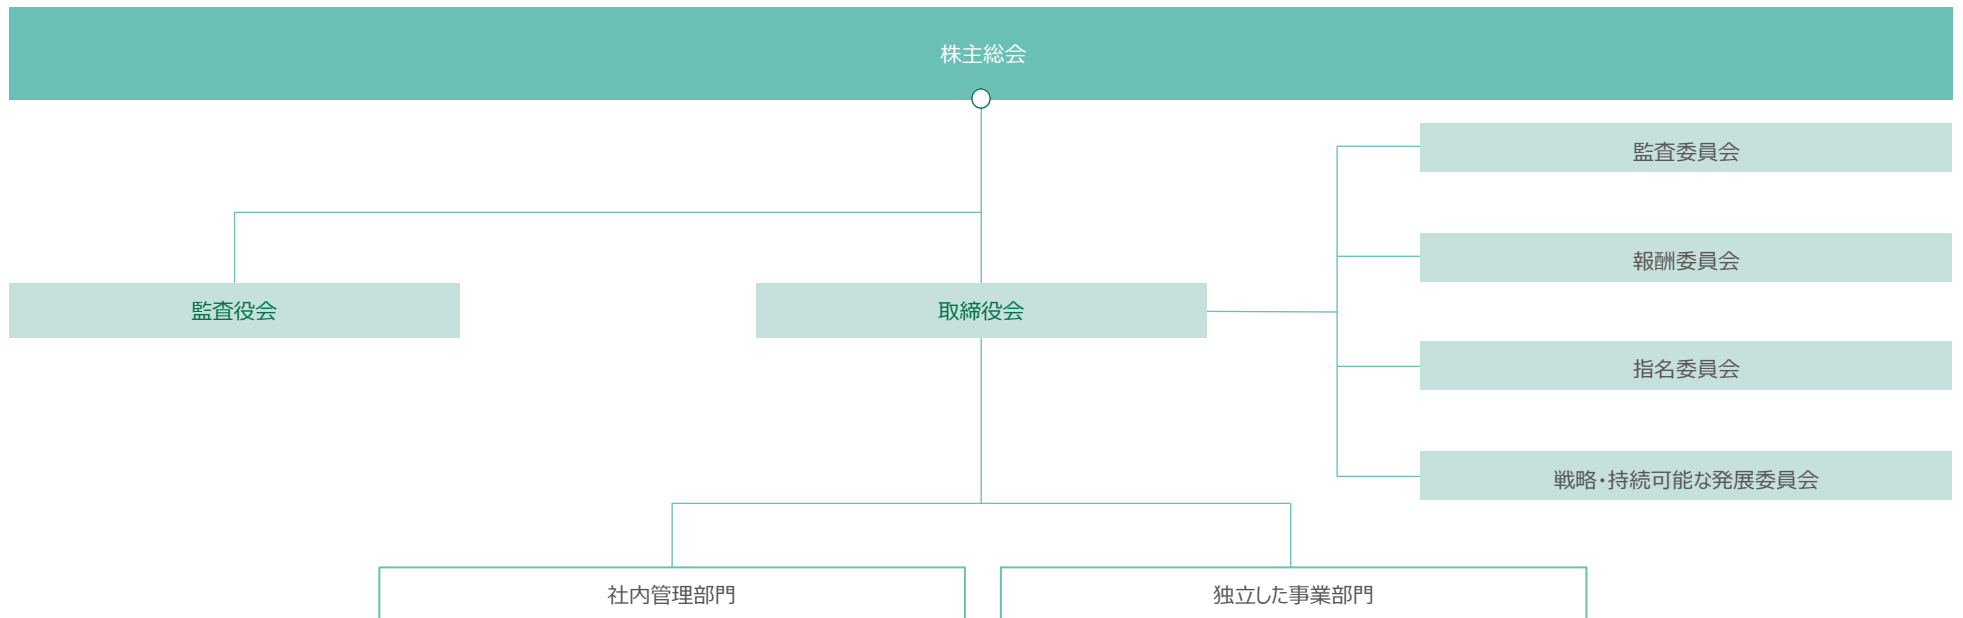 株主総会
監査委員会
報酬委員会
監査役会
取締役会
指名委員会
戦略・持続可能な発展委員会
社内管理部門
独立した事業部門